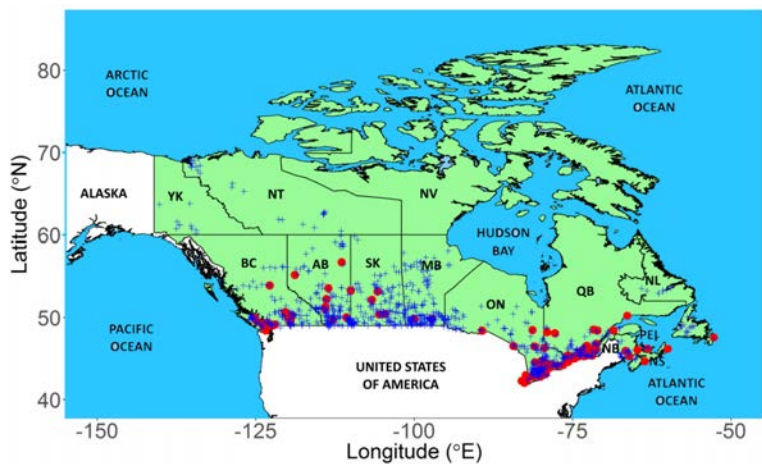 80
ARCTIC
OCEAN
ATLANTIC
OCEAN
70
ALASKA
YK
NT
NV
60
HUDSON
BAY
BC
AB
SK
MB
ON
QB
NL
50
PACIFIC
OCEAN
PEI
NB
NS
UNITED STATES
OF AMERICA
ATLANTIC
OCEAN
40
Latitude (°N)
-150
-125
-100
-75
-50
Longitude (°E)